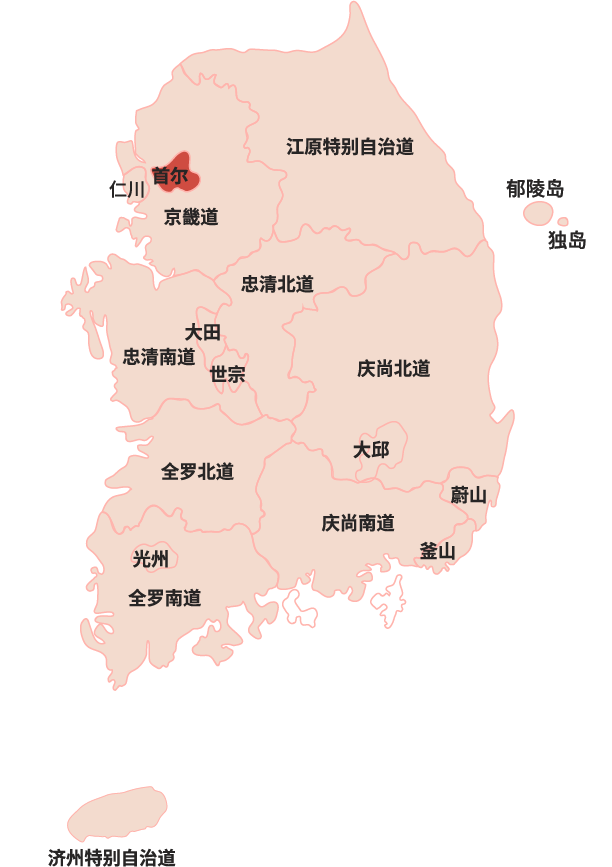 江原特别自治道
首尔
仁川
郁陵岛
京畿道
独岛
忠清北道
大田
忠清南道
庆尚北道
世宗
大邱
全罗北道
蔚山
庆尚南道
釜山
光州
全罗南道
济州特别自治道